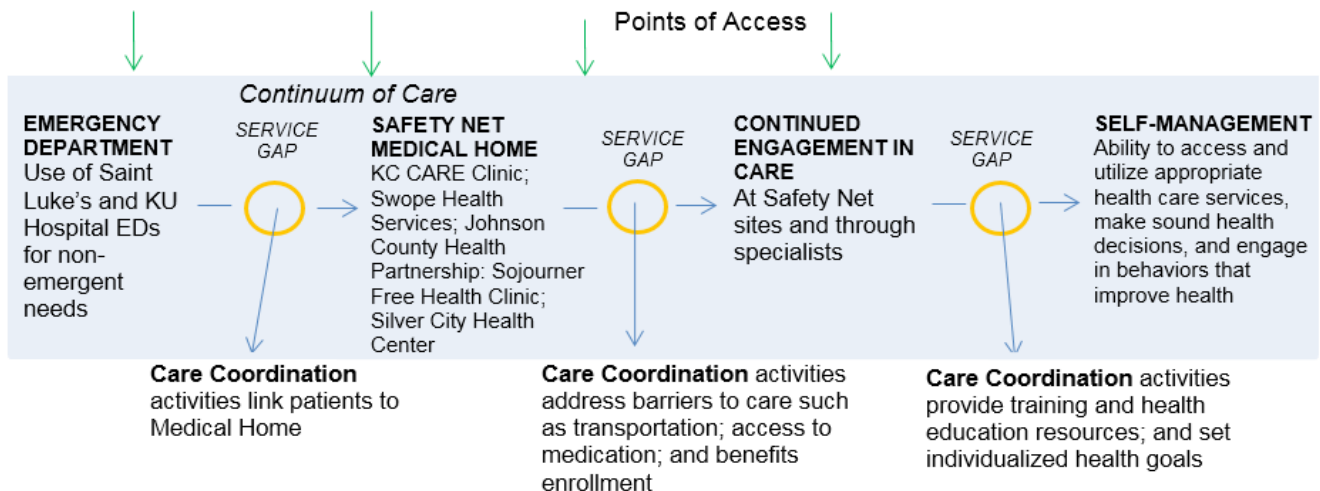 Points of Access
Continuum of Care
EMERGENCY
DEPARTMENT
Use of Saint
Luke's and KU
Hospital EDs
for non-
emergent
needs
SERVICE
GAP
SAFETY NET
MEDICAL HOME
KC CARE Clinic;
Swope Health
Services; Johnson
County Health
Partnership: Sojourner
Free Health Clinic;
Silver City Health
Center
SERVICE
GAP
CONTINUED
ENGAGEMENT IN
CARE
At Safety Net
sites and through
specialists
SERVICE
GAP
SELF-MANAGEMENT
Ability to access and
utilize appropriate
health care services,
make sound health
decisions, and engage
in behaviors that
improve health
Care Coordination
activities link patients to
Medical Home
Care Coordination activities
address barriers to care such
as transportation; access to
medication; and benefits
enrollment
Care Coordination activities
provide training and health
education resources; and set
individualized health goals